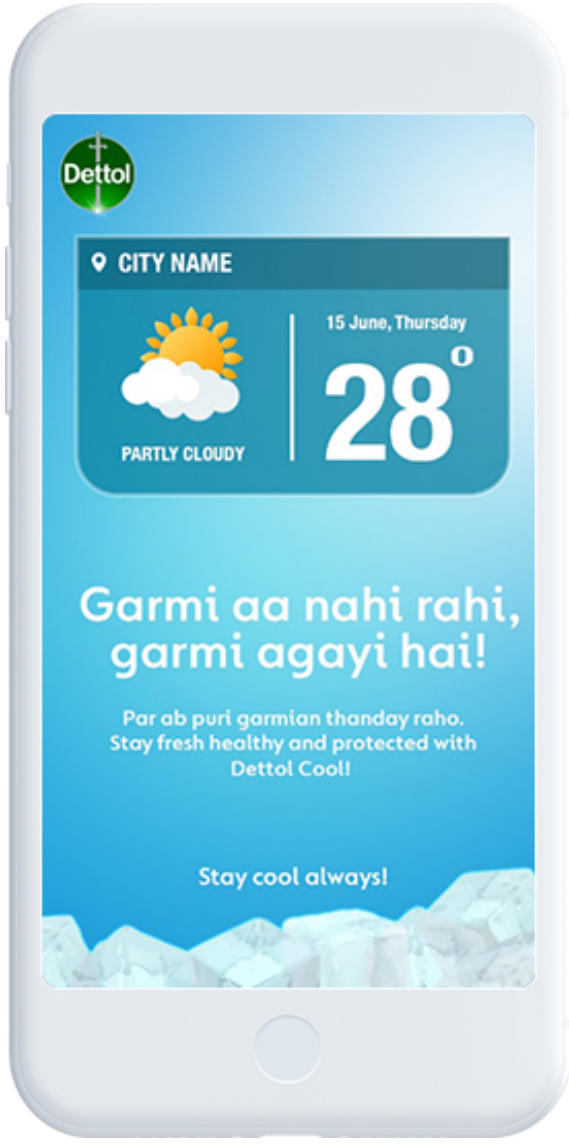 Dettol
CITY NAME
15 June, Thursday
28°
PARTLY CLOUDY
Garmi aa nahi rahi,
garmi agayi hai!
Par ab puri garmian thanday raho.
Stay fresh healthy and protected with
Dettol Cool!
Stay cool always!